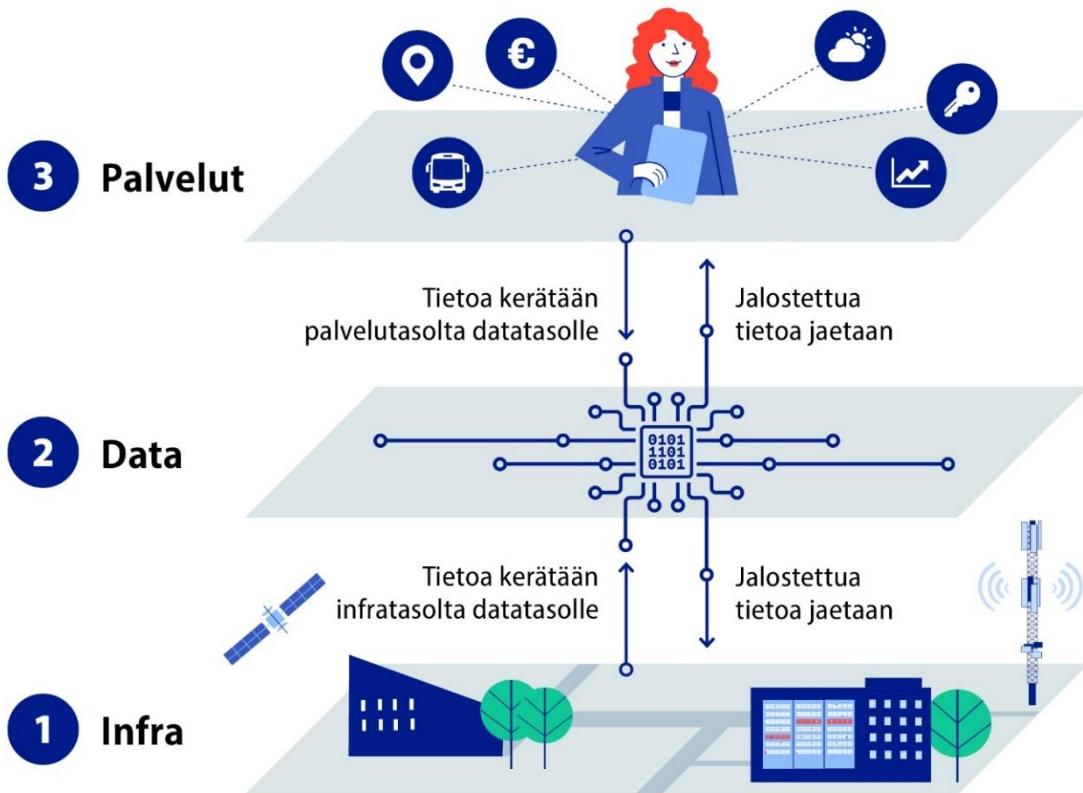 €
3 Palvelut
Tietoa kerätään
palvelutasolta datatasolle
Jalostettua
tietoa jaetaan
2 Data
0101
1101
0101
Tietoa kerätään
infratasolta datatasolle
Jalostettua
tietoa jaetaan
1 Infra